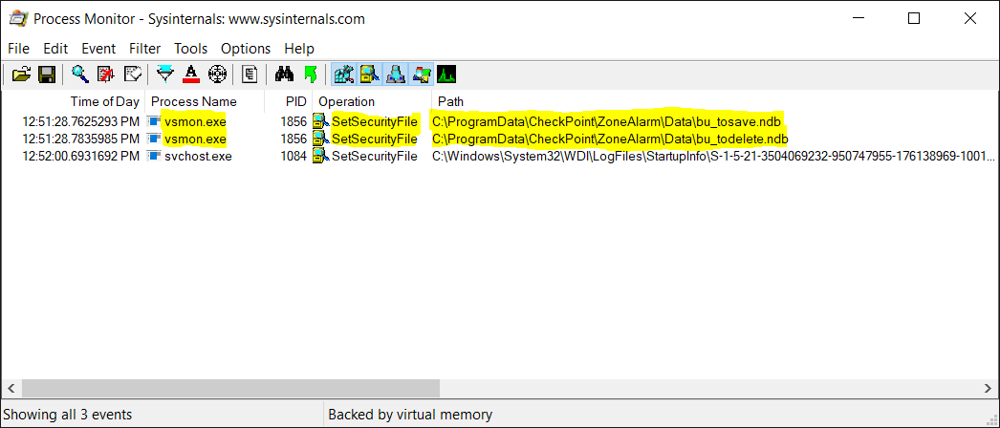 Process Monitor - Sysinternals: www.sysinternals.com
File Edit Event Filter Tools Options Help
Time of Day Process Name PID Operation Path
12:51:28.7625293 PM vsmon.exe 1856 SetSecurityFile C:\ProgramData\CheckPoint\ZoneAlarm\Data\bu_tosave.ndb
12:51:28.7835985 PM vsmon.exe 1856 SetSecurityFile C:\ProgramData\CheckPoint\ZoneAlarm\Data\bu_todelete.ndb
12:52:00.6931692 PM svchost.exe 1084 SetSecurityFile C:\Windows\System32\WDI\LogFiles\StartupInfo\S-1-5-21-3504069232-950747955-176138969-1001...
Showing all 3 events Backed by virtual memory